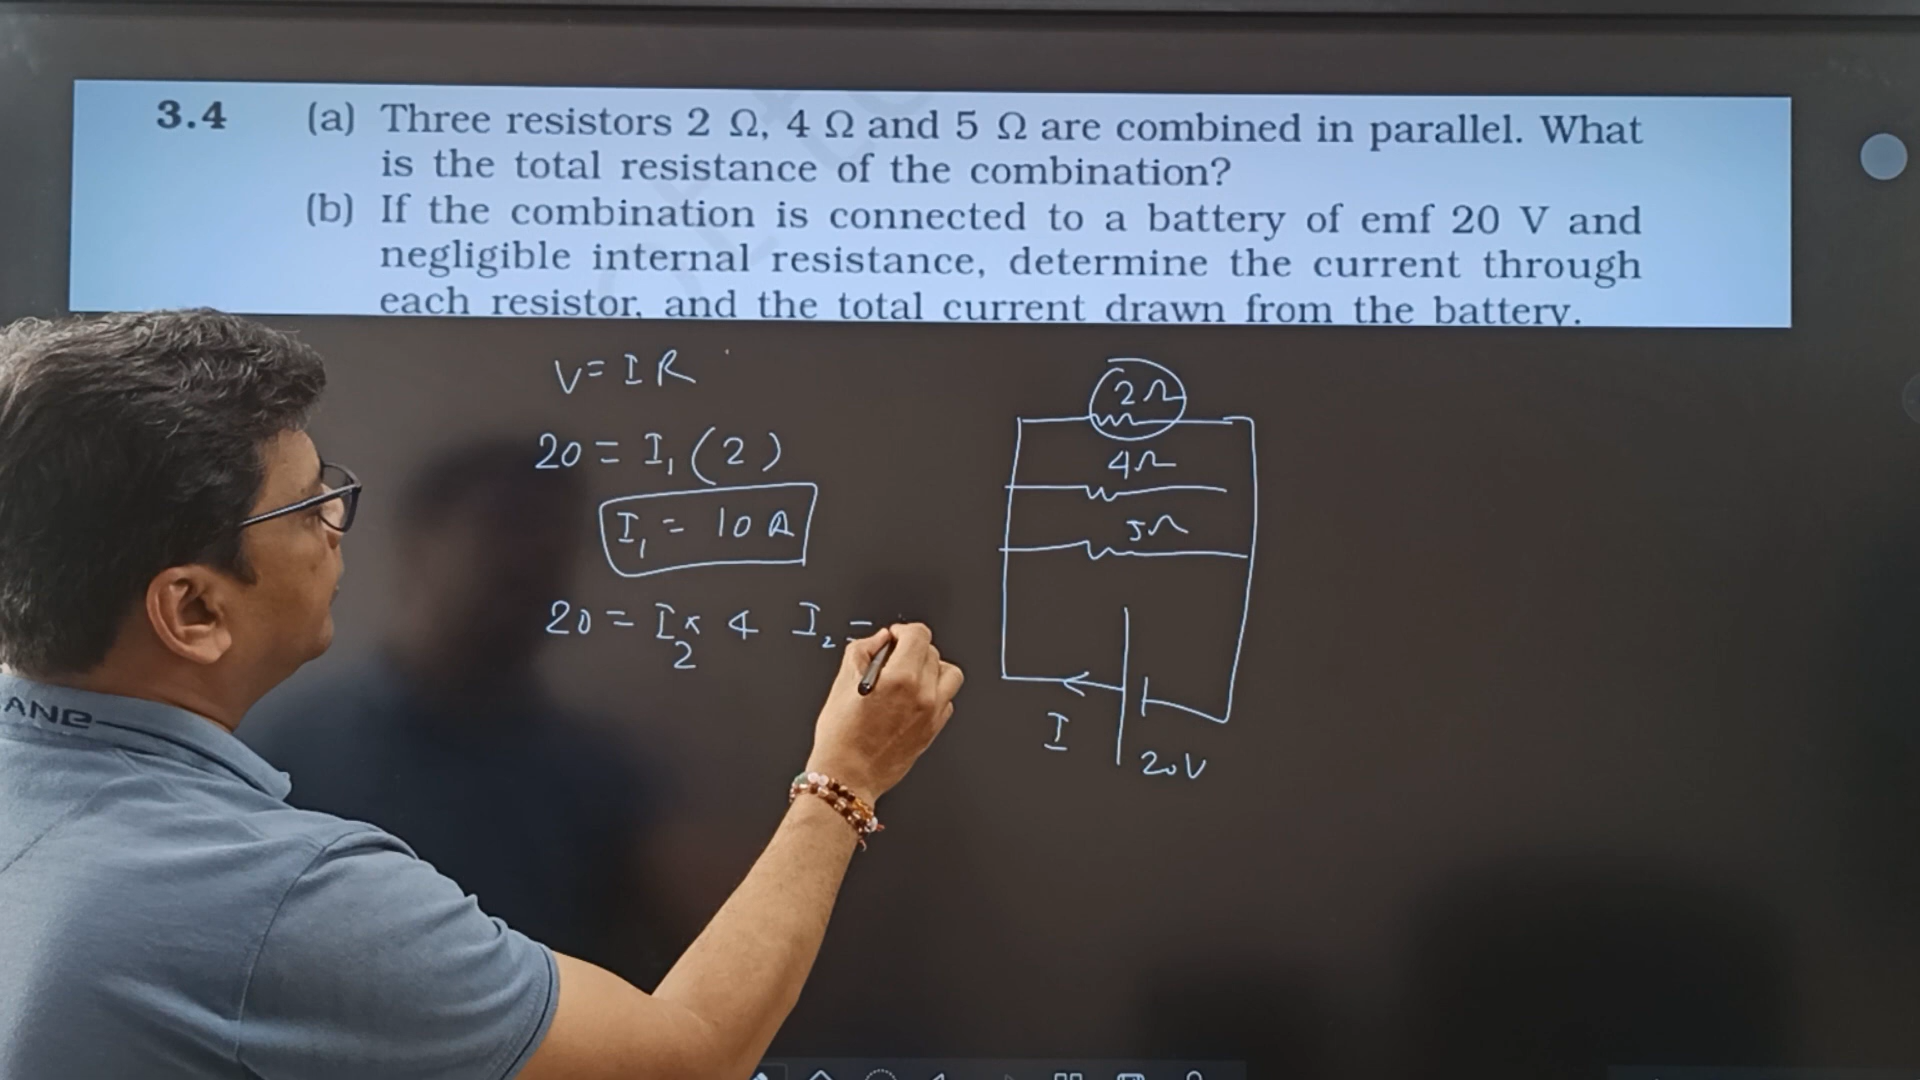 3.4 (a) Three resistors 2 Ω, 4 Ω and 5 Ω are combined in parallel. What
is the total resistance of the combination?
(b) If the combination is connected to a battery of emf 20 V and
negligible internal resistance, determine the current through
each resistor, and the total current drawn from the battery.
V = I R
20 = I₁ (2)
I₁ = 10 A
20 = I₂ × 4 I₂ =
2Ω
4Ω
5Ω
I
20V